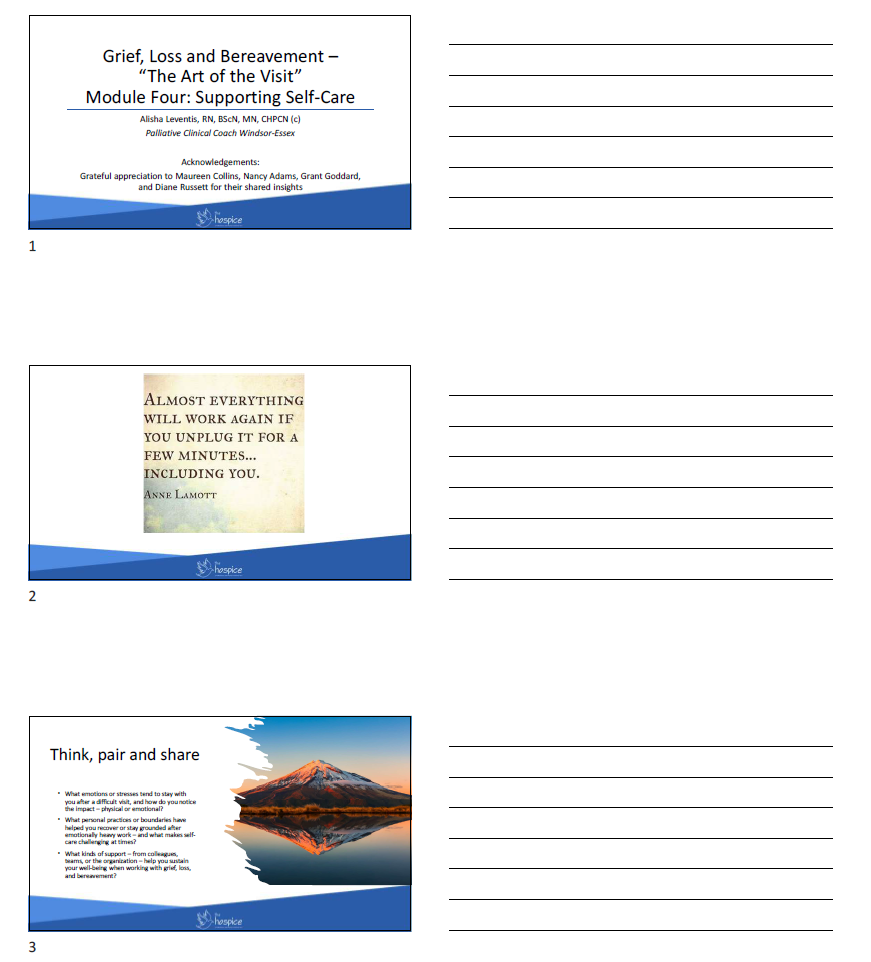 Grief, Loss and Bereavement –
“The Art of the Visit”
Module Four: Supporting Self-Care
Alisha Leventis, RN, BScN, MN, CHPCN (c)
Palliative Clinical Coach Windsor-Essex
Acknowledgements:
Grateful appreciation to Maureen Collins, Nancy Adams, Grant Goddard,
and Diane Russett for their shared insights
the hospice
1
Almost everything
will work again if
you unplug it for a
few minutes...
including you.
Anne Lamott
the hospice
2
Think, pair and share
• What emotions or stresses tend to stay with
you after a difficult visit, and how do you notice
the impact – physical or emotional?
• What personal practices or boundaries have
helped you recover or stay grounded after
emotionally heavy work – and what makes self-
care challenging at times?
• What kinds of support – from colleagues,
teams, or the organization – help you sustain
your well-being when working with grief, loss,
and bereavement?
the hospice
3